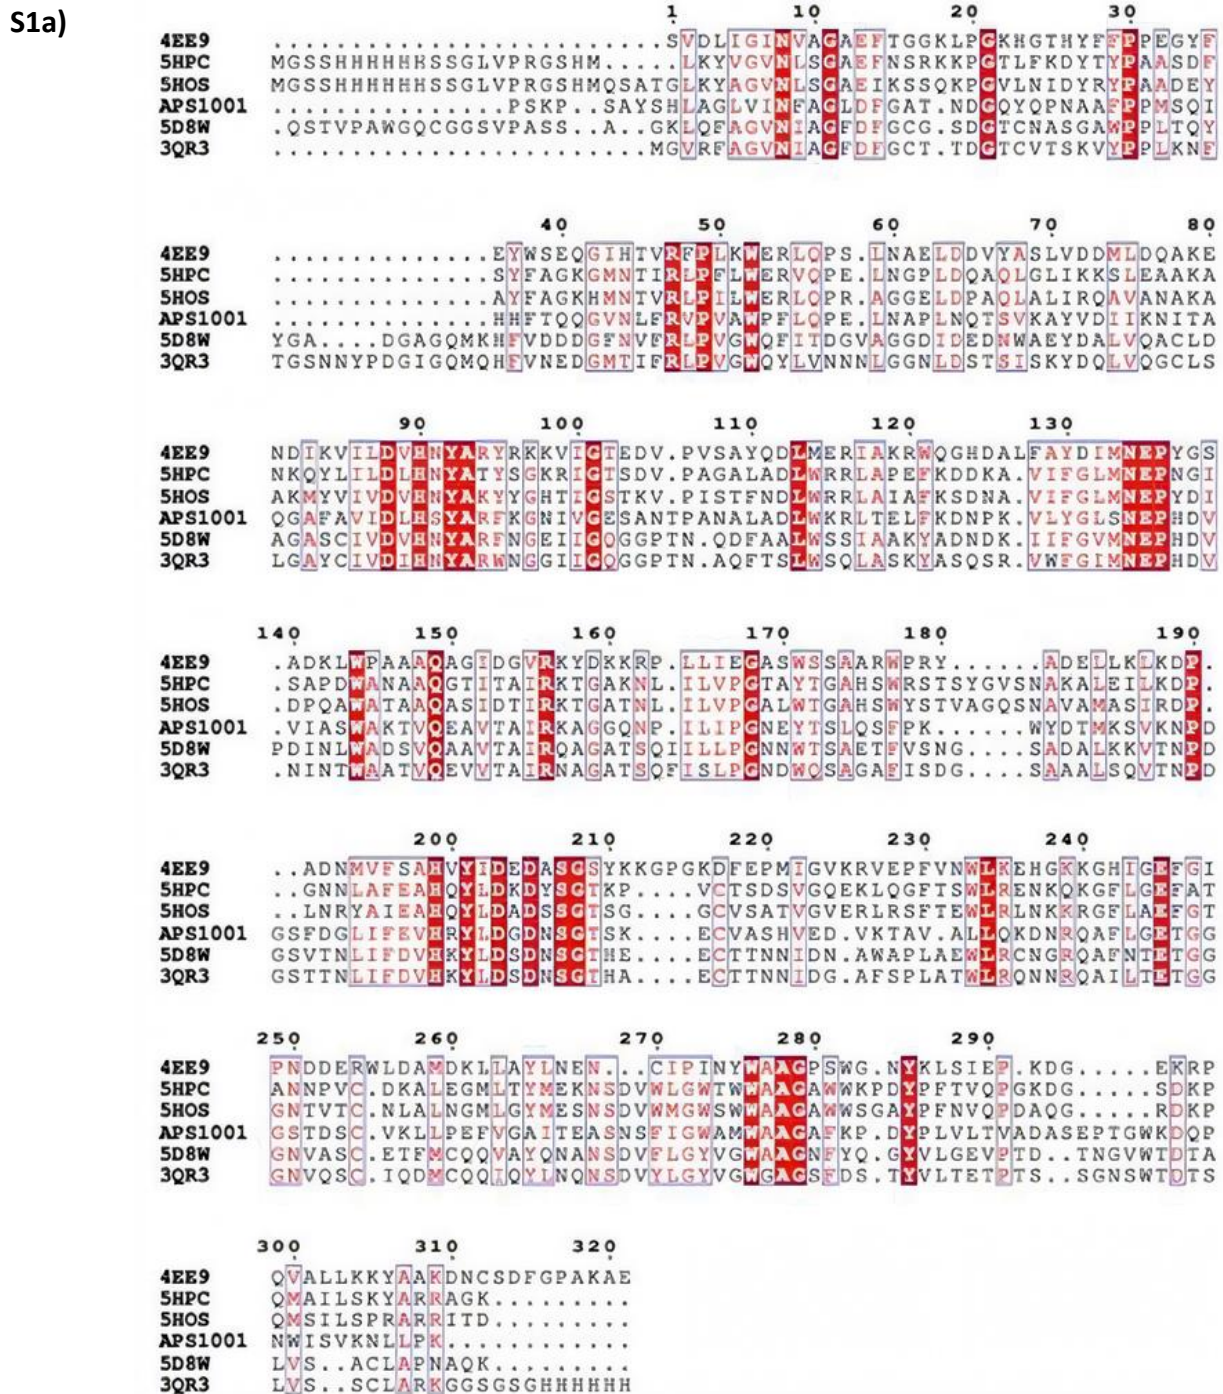 S1a)
1 10 20 30
4EE9 .........................SVDLIGINVAGAEFTGGKLPGKHGTHYFFPPEGYF
5HPC MGSSHHHHHHSSGLVPRGSHM.....LKYVGVNLSGAEFNSRKKPGTLFKDYTYPAASDF
5HOS MGSSHHHHHHSSGLVPRGSHMQSATGLKYAGVNLSGAEIKSSQKPGVLNIDYRYPAADEY
APS1001 ...............PSKP..SAYSHLAGLVINFAGLDFGAT.NDGQYQPNAAFPPMSQI
5D8W .QSTVPAWGQCGGSVPASS..A..GKLQFAGVNIAGFDFGCG.SDGTCNASGAWPPLTQY
3QR3 ........................MGVRFAGVNIAGFDFGCT.TDGTCVTSKVYPPLKNF
40 50 60 70 80
4EE9 ..............EYWSEQGIHTVRFPLKWERLQPS.LNAELDDVYASLVDDMLDQAKE
5HPC ..............SYFAGKGMNTIRLPFLWERVQPE.LNGPLDQAQLGLIKKSLEAAKA
5HOS ..............AYFAGKHMNTVRLPILWERLQPR.AGGELDPAQLALIRQAVANAKA
APS1001 ..............HHFTQQGVNLFRVPVAWPFLQPE.LNAPLNQTSVKAYVDIIKNITA
5D8W YGA....DGAGQMKHFVDDDGFNVFRLPVGWQFITDGVAGGDIDEDNWAEYDALVQACLD
3QR3 TGSNNYPDGIGQMQHFVNEDGMTIFRLPVGWQYLVNNNLGGNLDSTSISKYDQLVQGCLS
90 100 110 120 130
4EE9 NDIKVILDVHNYARYRKKVIGTEDV.PVSAYQDLMERIAKRWQGHDALFAYDIMNEPYGS
5HPC NKQYLILDLHNYATYSGKRIGTSDV.PAGALADLWRRLAPEFKDDKA.VIFGLMNEPNGI
5HOS AKMYVIVDVHNYAKYYGHTIGSTKV.PISTFNDLWRRLAIAFKSDNA.VIFGLMNEPYDI
APS1001 QGAFAVIDLHSYARFKGNIVGESANTPANALADLWKRLTELFKDNPK.VLYGLSNEPHDV
5D8W AGASCIVDVHNYARFNGEIIGQGGPTN.QDFAALWSSIAAKYADNDK.IIFGVMNEPHDV
3QR3 LGAYCIVDIHNYARWNGGIIGQGGPTN.AQFTSLWSQLASKYASQSR.VWFGIMNEPHDV
140 150 160 170 180 190
4EE9 .ADKLWPAAAQAGIDGVRKYDKKRP.LLIEGASWSSAARWPRY......ADELLKLKDP.
5HPC .SAPDWANAAQGTITAIRKTGAKNL.ILVPGTAYTGAHSWRSTSYGVSNAKALEILKDP.
5HOS .DPQAWATAAQASIDTIRKTGATNL.ILVPGALWTGAHSWYSTVAGQSNAVAMASIRDP.
APS1001 .VIASWAKTVQEAVTAIRKAGGQNP.ILIPGNEYTSLQSFPK.......WYDTMKSVKNPD
5D8W PDINLWADSVQAAVTAIRQAGATSQIILLPGNNWTSAETFVSNG....SADALKKVTNPD
3QR3 .NINTWAATVQEVVTAIRNAGATSQFISLPGNDWQSAGAFISDG....SAAALSQVTNPD
200 210 220 230 240
4EE9 ..ADNMVFSAHVYIDEDASGSYKKGPGKDFEPMIGVKRVEPFVNWLKEHGKKGHIGEFGI
5HPC ..GNNLAFEAHQYLDKDYSGTKP....VCTSDSVGQEKLQGFTSWLRENKQKGFLGEFAT
5HOS ..LNRYAIEAHQYLDADSSGTSG....GCVSATVGVERLRSFTEWLRLNKKRGFLAEFGT
APS1001 GSFDGLIFEVHRYLDGDNSGTSK....ECVASHVED.VKTAV.ALLQKDNRQAFLGETGG
5D8W GSVTNLIFDVHKYLDSDNSGTHE....CTTNNIDN.AWAPLAEWLRCNGRQAFNTETGG
3QR3 GSTTNLIFDVHKYLDSDNSGTHA....ECTTNNIDG.AFSPLATWLRQNNRQAILTETGG
250 260 270 280 290
4EE9 PNDDERWLDAMDKLLAYLNEN...CIPINYWAAGPSWG.NYKLSIEP.KDG.....EKRP
5HPC ANNPVC.DKALEGMLTYMEKNSDVWLGWTWWAAGAWWKPDYPFTVQPGKDG.....SDKP
5HOS GNTVTC.NLALNGMLGYMESNSDVWMGWSWWAAGAWWSGAYPFNVQPDAQG.....RDKP
APS1001 GSTDSC.VKLLPEFVGAITEASNSFIGWAMWAAGAFKP.DYPLVLTVADASEPTGWKDQP
5D8W GNVASC.ETFMCQQVAYQNANSDVFLGYVGWAAGNFYQ.GYVLGEVPTD..TNGVWTDTA
3QR3 GNVQSC.IQDMCQQIQYLNQNSDVYLGYVGWGAGSFDS.TYVLTETPTS..SGNSWTDTS
300 310 320
4EE9 QVALLKKYAAKDNCSDFGPAKAE
5HPC QMAILSKYARRAGK.........
5HOS QMSILSPRARRITD.........
APS1001 NWISVKNLLPK............
5D8W LVS..ACLAPNAQK.........
3QR3 LVS..SCLARKGGSGSGHHHHHH